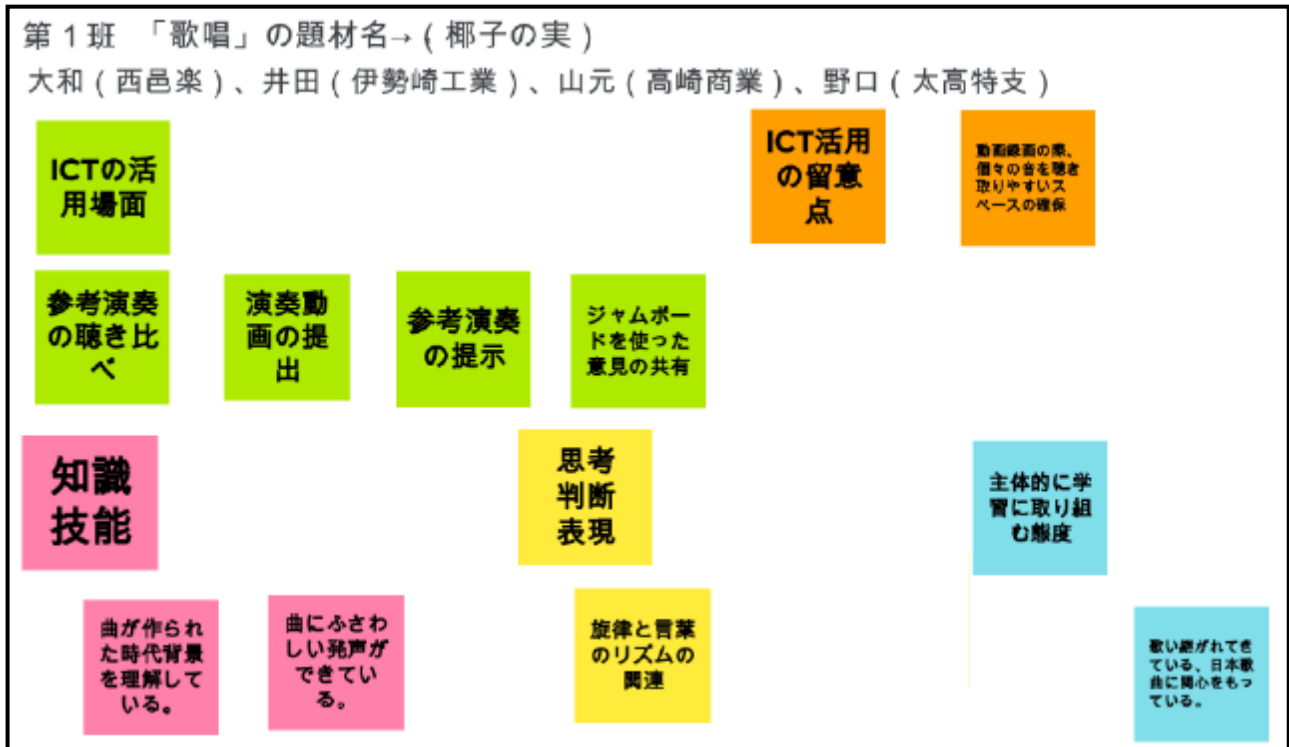 第１班 「歌唱」の題材名→（椰子の実）
大和（西邑楽）、井田（伊勢崎工業）、山元（高崎商業）、野口（太高特支）
ICTの活
用場面
ICT活用
の留意
点
動画録画の際、
個々の音を聴き
取りやすいス
ペースの確保
参考演奏
の聴き比
べ
演奏動
画の提
出
参考演奏
の提示
ジャムボー
ドを使った
意見の共有
知識
技能
思考
判断
表現
主体的に学
習に取り組
む態度
曲が作られ
た時代背景
を理解して
いる。
曲にふさわ
しい発声が
できてい
る。
旋律と言葉
のリズムの
関連
歌い継がれてき
ている、日本歌
曲に関心をもっ
ている。